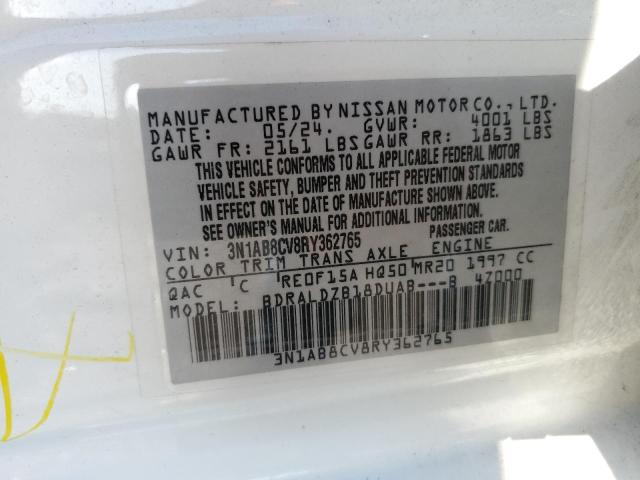 MANUFACTURED BY NISSAN MOTOR CO., LTD.
DATE: 05/24. GVWR: 4001 LBS
GAWR FR: 2161 LBS GAWR RR: 1863 LBS
THIS VEHICLE CONFORMS TO ALL APPLICABLE FEDERAL MOTOR
VEHICLE SAFETY, BUMPER AND THEFT PREVENTION STANDARDS
IN EFFECT ON THE DATE OF MANUFACTURE SHOWN ABOVE.
SEE OWNER'S MANUAL FOR ADDITIONAL INFORMATION.
VIN: 3N1AB8CV8RY362765 PASSENGER CAR.
COLOR TRIM TRANS AXLE ENGINE
QAC C RE0F15A HQ50 MR20 1997 CC
MODEL: BDRALDZB18DUAB---B 4Z000
3N1AB8CV8RY362765